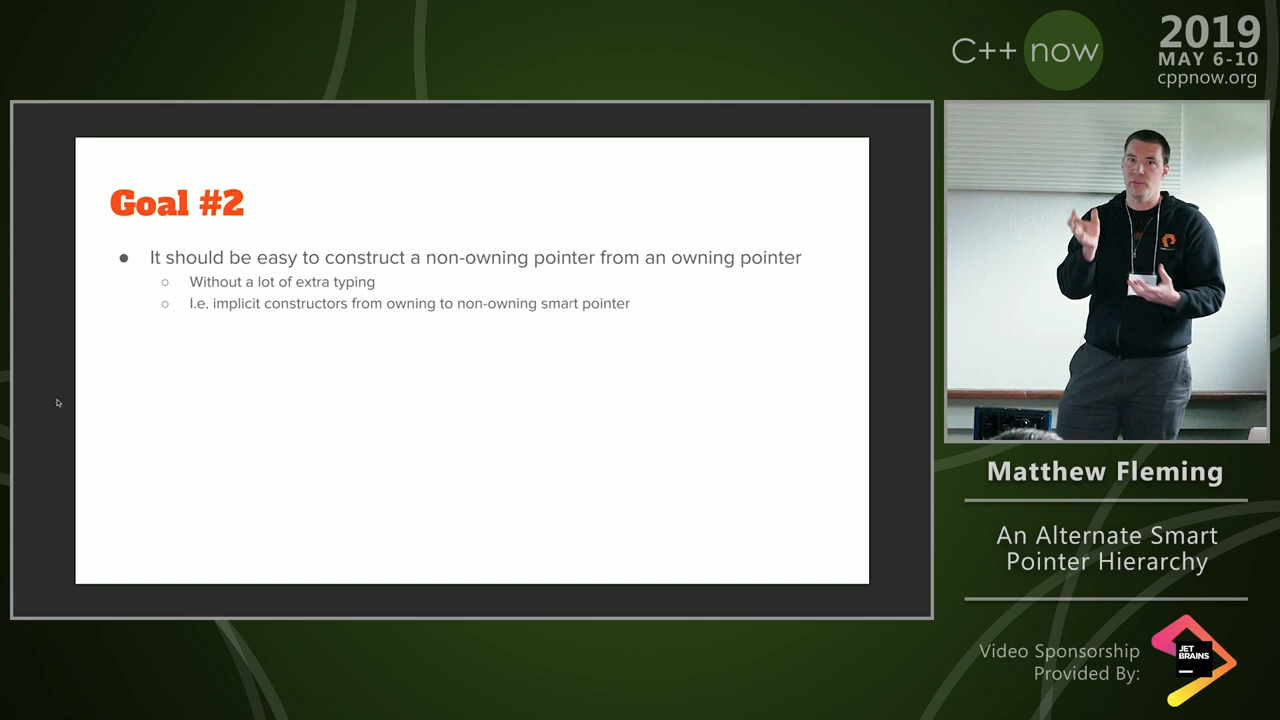 C++ now
2019
MAY 6-10
cppnow.org
Goal #2
● It should be easy to construct a non-owning pointer from an owning pointer
○ Without a lot of extra typing
○ I.e. implicit constructors from owning to non-owning smart pointer
Matthew Fleming
An Alternate Smart
Pointer Hierarchy
Video Sponsorship
Provided By:
JET
BRAINS